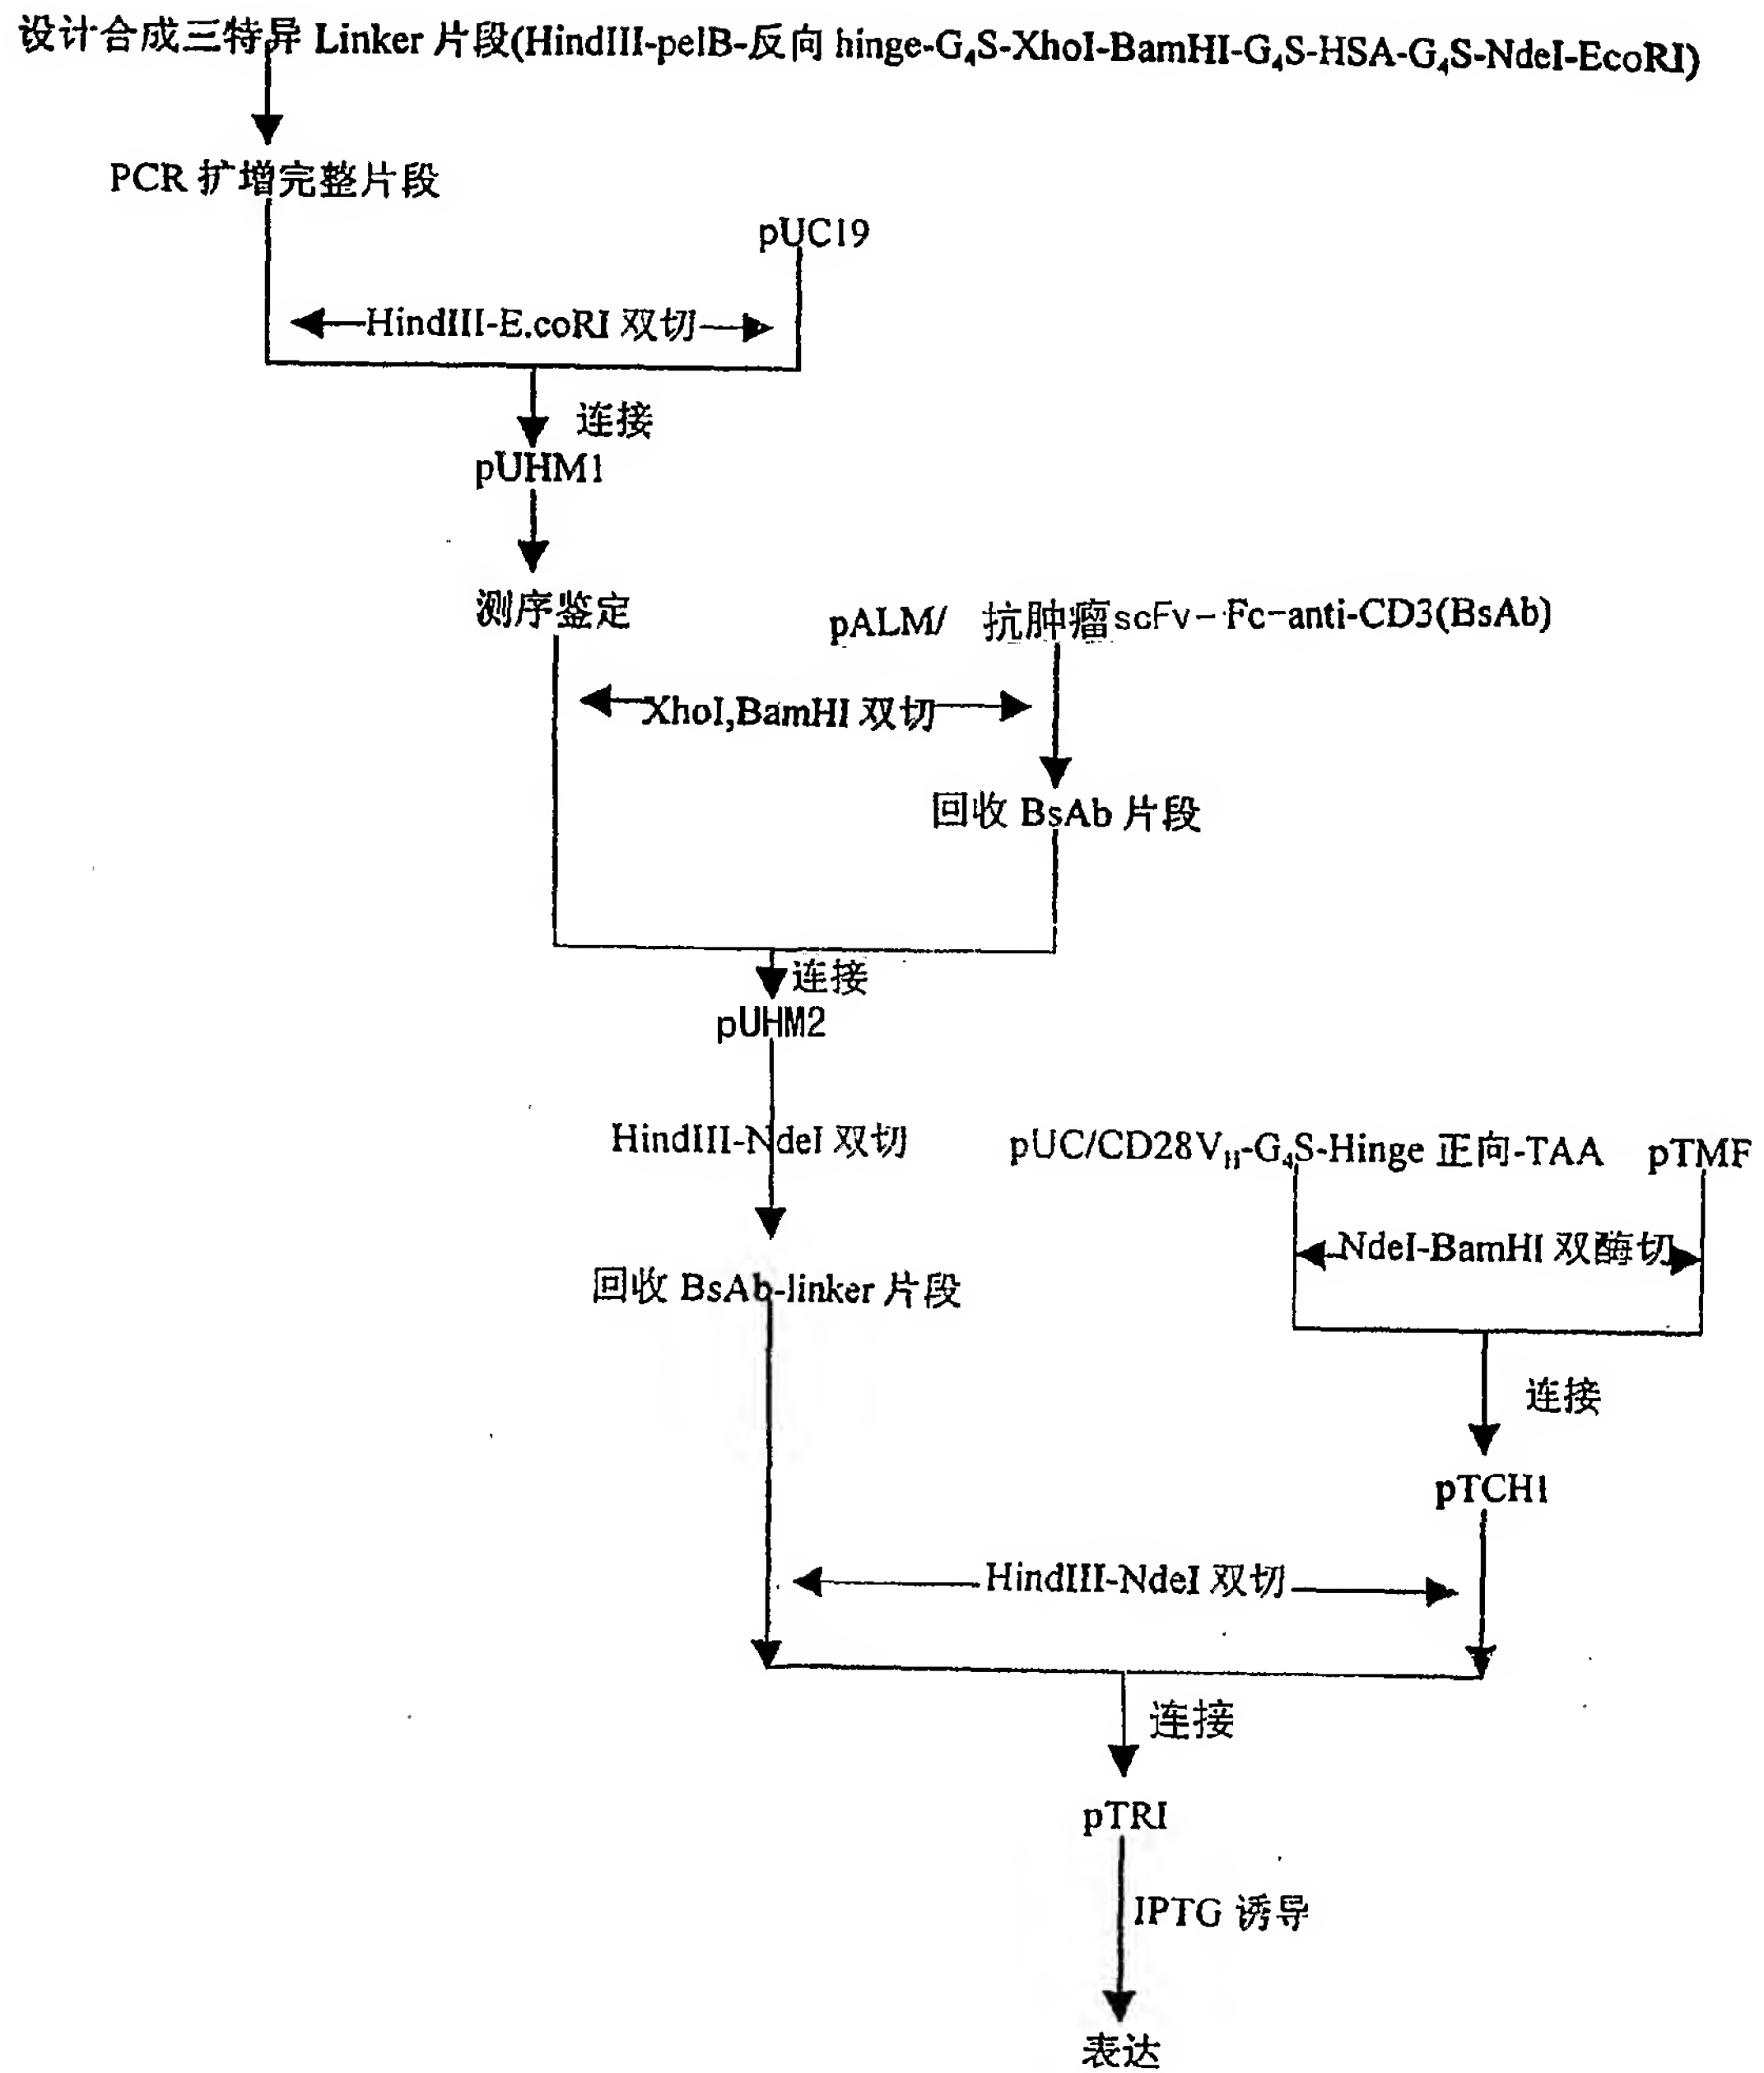 设计合成三特异 Linker 片段(HindIII-pelB-反向 hinge-G₄S-XhoI-BamHI-G₄S-HSA-G₄S-NdeI-EcoRI)
PCR 扩增完整片段
pUC19
HindIII-E.coRI 双切
连接
pUHM1
测序鉴定
pALM/ 抗肿瘤scFv-Fc-anti-CD3(BsAb)
XhoI,BamHI 双切
回收 BsAb 片段
连接
pUHM2
HindIII-NdeI 双切
pUC/CD28V_H-G₄S-Hinge 正向-TAA pTMF
NdeI-BamHI 双酶切
回收 BsAb-linker 片段
连接
pTCH1
HindIII-NdeI 双切
连接
pTRI
IPTG 诱导
表达